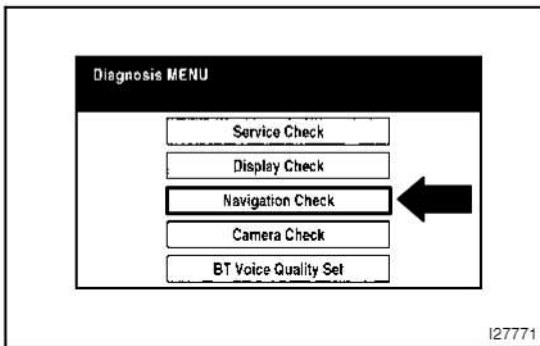 Diagnosis MENU
Service Check
Display Check
Navigation Check
Camera Check
BT Voice Quality Set
I27771